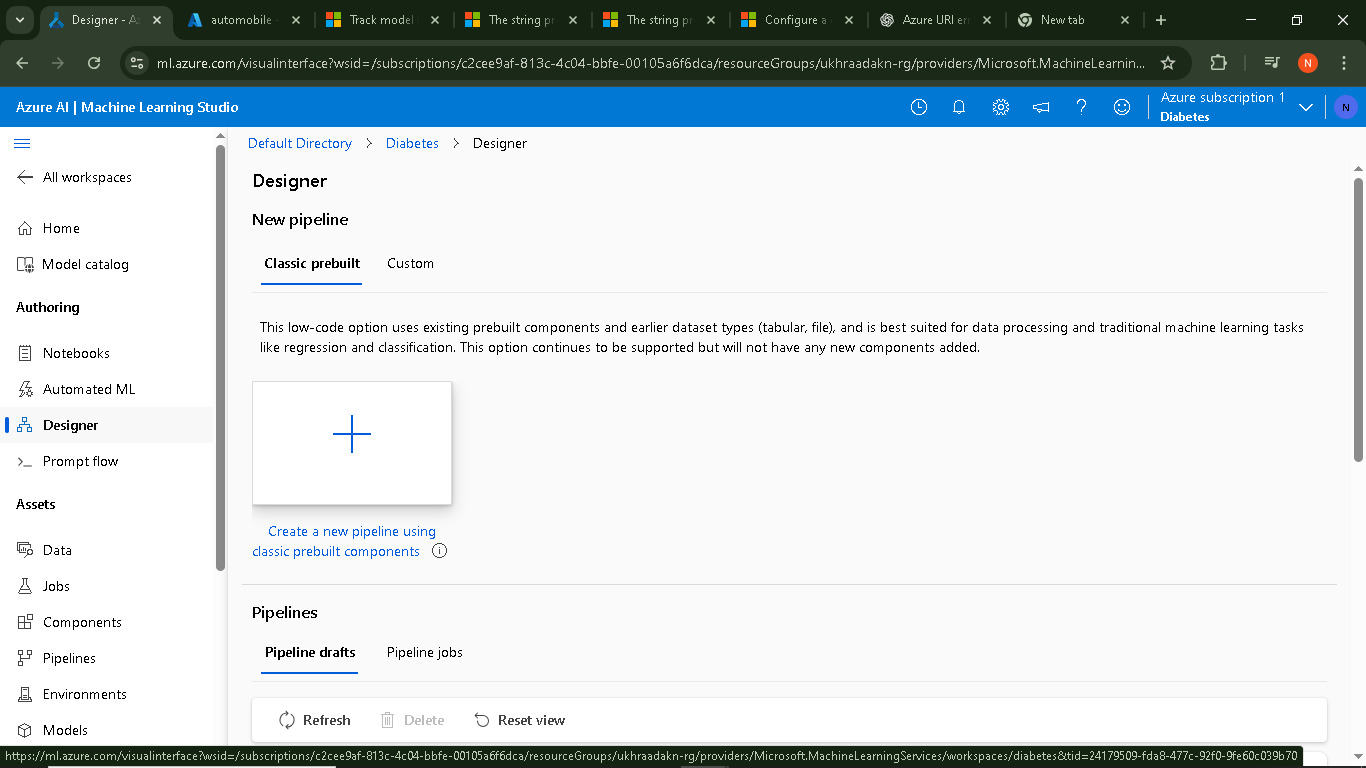 Designer - A
automobile -
Track model
The string pr
The string pr
Configure a
Azure URI er
New tab
ml.azure.com/visualinterface?wsid=/subscriptions/c2cee9af-813c-4c04-bbfe-00105a6f6dca/resourceGroups/ukhraadakn-rg/providers/Microsoft.MachineLearnin...
N
Azure AI | Machine Learning Studio
Azure subscription 1
Diabetes
N
All workspaces
Home
Model catalog
Authoring
Notebooks
Automated ML
Designer
Prompt flow
Assets
Data
Jobs
Components
Pipelines
Environments
Models
Default Directory > Diabetes > Designer
Designer
New pipeline
Classic prebuilt Custom
This low-code option uses existing prebuilt components and earlier dataset types (tabular, file), and is best suited for data processing and traditional machine learning tasks
like regression and classification. This option continues to be supported but will not have any new components added.
Create a new pipeline using
classic prebuilt components
Pipelines
Pipeline drafts Pipeline jobs
Refresh Delete Reset view
https://ml.azure.com/visualinterface?wsid=/subscriptions/c2cee9af-813c-4c04-bbfe-00105a6f6dca/resourceGroups/ukhraadakn-rg/providers/Microsoft.MachineLearningServices/workspaces/diabetes&tid=24179509-fda8-477c-92f0-9fe60c039b70